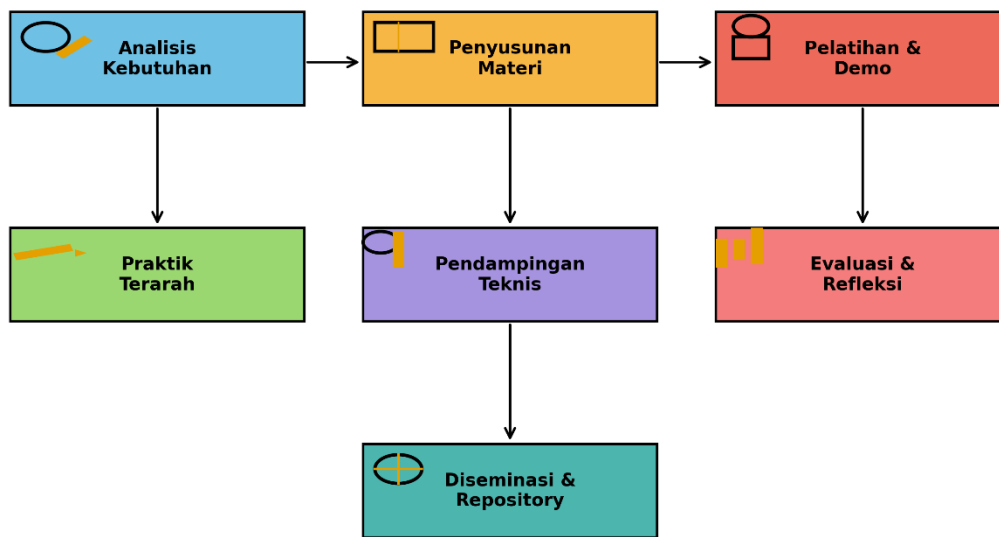 Analisis
Kebutuhan
Penyusunan
Materi
Pelatihan &
Demo
Praktik
Terarah
Pendampingan
Teknis
Evaluasi &
Refleksi
Diseminasi &
Repository